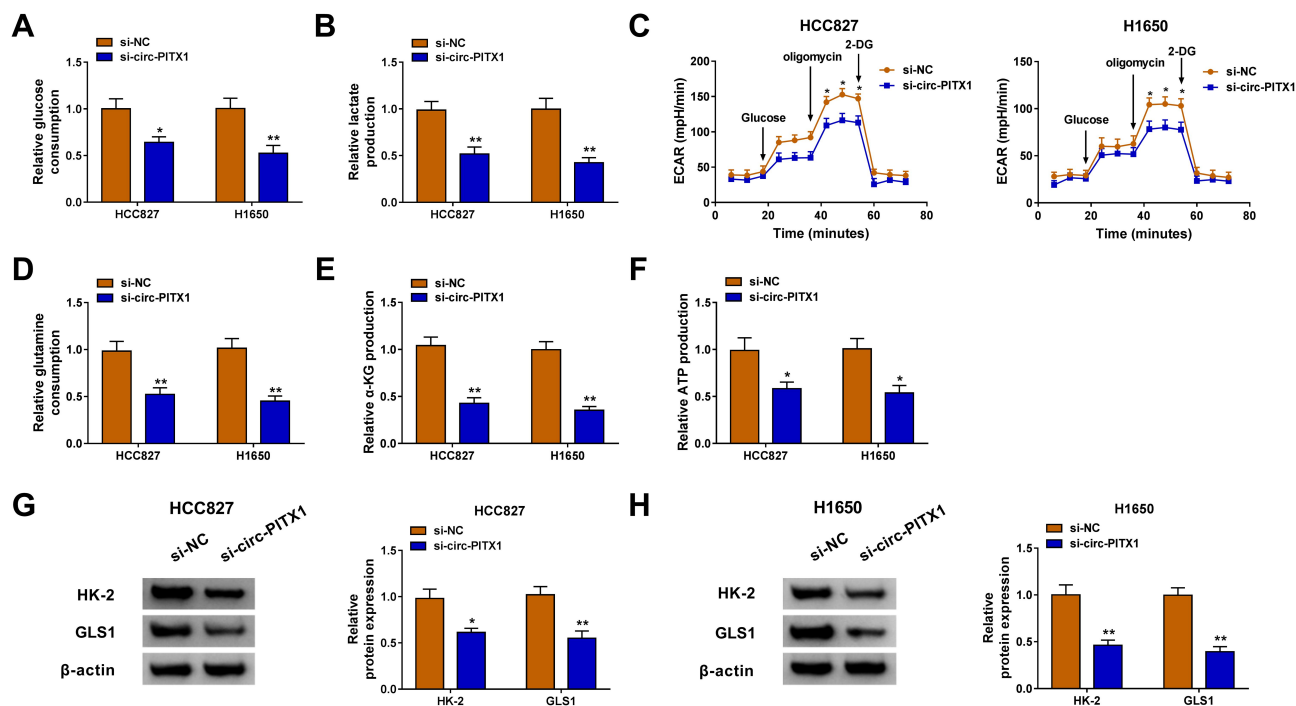 A
si-NC
si-circ-PITX1
Relative glucose
consumption
1.5
1.0
0.5
0.0
*
**
HCC827
H1650
B
si-NC
si-circ-PITX1
Relative lactate
production
1.5
1.0
0.5
0.0
**
**
HCC827
H1650
C
HCC827
ECAR (mpH/min)
200
150
100
50
0
Glucose
oligomycin
2-DG
* * *
si-NC
si-circ-PITX1
0 20 40 60 80
Time (minutes)
H1650
ECAR (mpH/min)
150
100
50
0
Glucose
oligomycin
2-DG
* * *
si-NC
si-circ-PITX1
0 20 40 60 80
Time (minutes)
D
si-NC
si-circ-PITX1
Relative glutamine
consumption
1.5
1.0
0.5
0.0
**
**
HCC827
H1650
E
si-NC
si-circ-PITX1
Relative α-KG production
1.5
1.0
0.5
0.0
**
**
HCC827
H1650
F
si-NC
si-circ-PITX1
Relative ATP production
1.5
1.0
0.5
0.0
*
*
HCC827
H1650
G
HCC827
si-NC
si-circ-PITX1
HK-2
GLS1
β-actin
HCC827
si-NC
si-circ-PITX1
Relative
protein expression
1.5
1.0
0.5
0.0
*
**
HK-2
GLS1
H
H1650
si-NC
si-circ-PITX1
HK-2
GLS1
β-actin
H1650
si-NC
si-circ-PITX1
Relative
protein expression
1.5
1.0
0.5
0.0
**
**
HK-2
GLS1